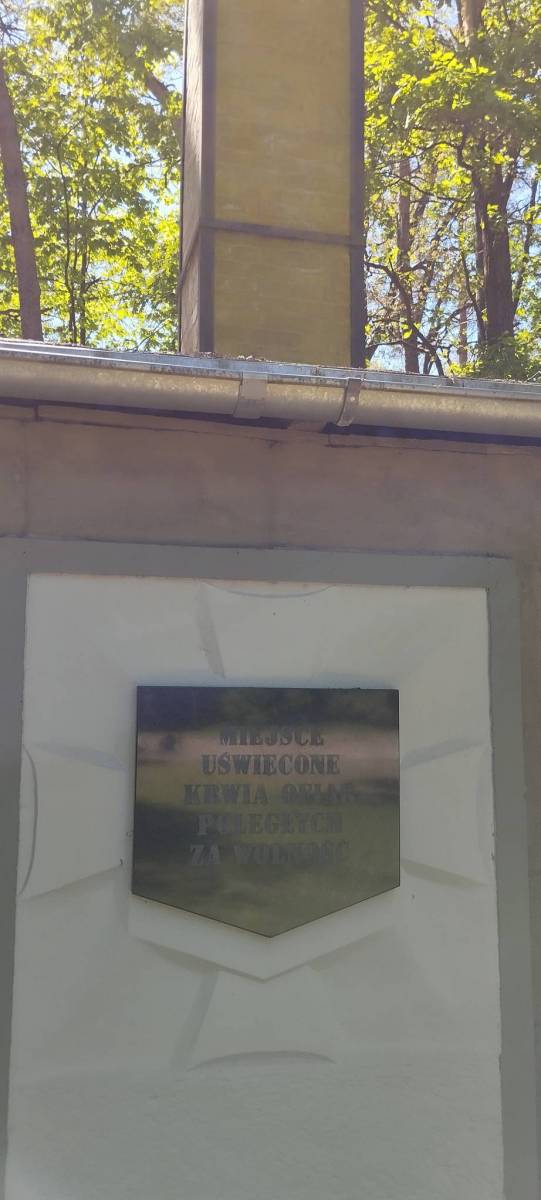 MIEJSCE
UŚWIĘCONE
KRWIĄ OFIAR
POLEGŁYCH
ZA WOLNOŚĆ